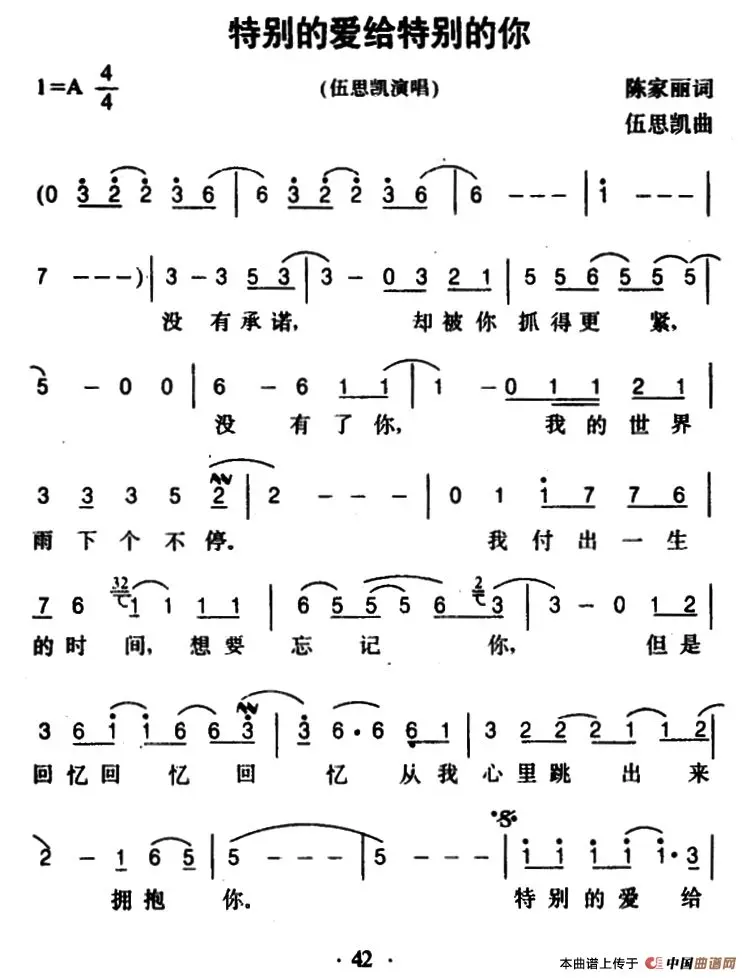 特别的爱给特别的你
1=A 4/4 (伍思凯演唱) 陈家丽词
伍思凯曲
(0 3 2 2 3 6 | 6 3 2 2 3 6 | 6 - - - | i - - - |
7 - - -) | 3 - 3 5 3 | 3 - 0 3 2 1 | 5 5 6 5 5 5 |
没 有 承 诺, 却 被 你 抓 得 更 紧,
5 - 0 0 | 6 - 6 1 1 | 1 - 0 1 1 2 1 |
没 有 了 你, 我 的 世 界
3 3 3 5 2 | 2 - - - | 0 1 i 7 7 6 |
雨 下 个 不 停。 我 付 出 一 生
7 6 32 1 1 1 1 | 6 5 5 5 6 2 3 | 3 - 0 1 2 |
的 时 间, 想 要 忘 记 你, 但 是
3 6 i i 6 6 3 | 3 6 · 6 6 1 | 3 2 2 2 1 1 2 |
回 忆 回 忆 回 忆 从 我 心 里 跳 出 来
2 - 1 6 5 | 5 - - - | 5 - - - | i i i i i · 3 |
拥 抱 你。 特 别 的 爱 给
· 42 ·
本曲谱上传于 中国曲谱网